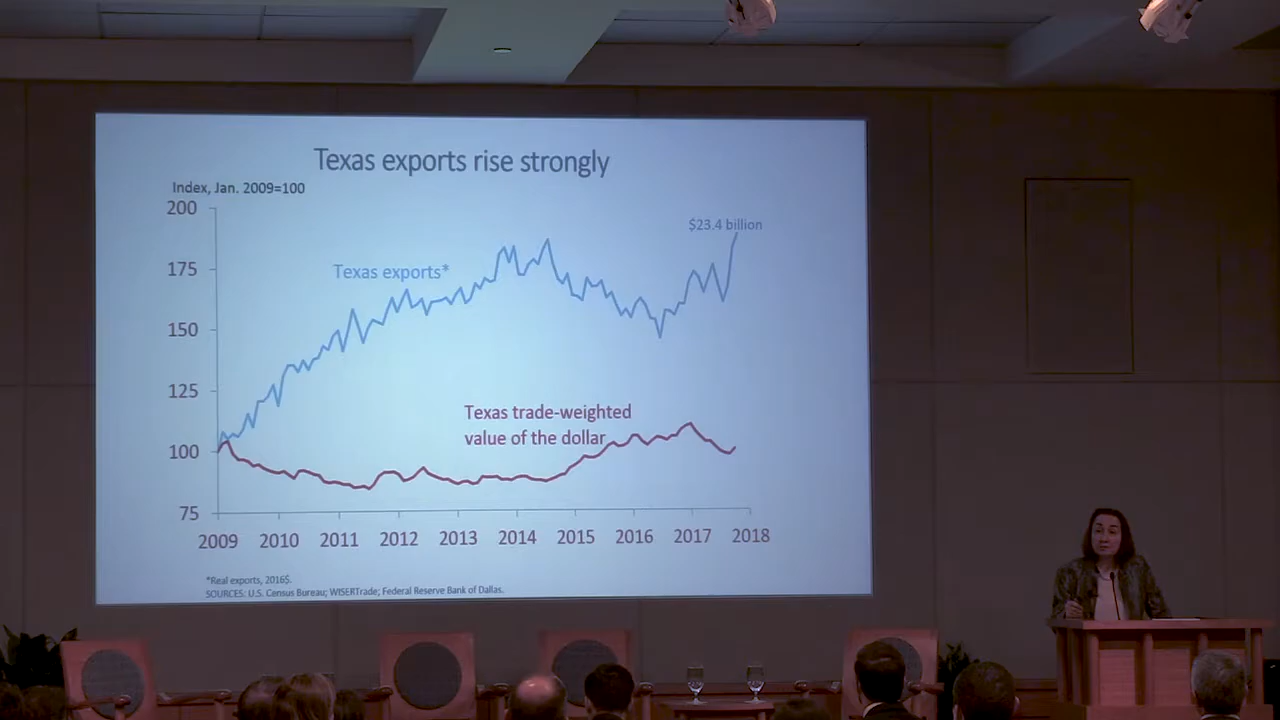 Texas exports rise strongly
Index, Jan. 2009=100
200
175
150
125
100
75
$23.4 billion
Texas exports*
Texas trade-weighted
value of the dollar
2009 2010 2011 2012 2013 2014 2015 2016 2017 2018
*Real exports, 2016$.
SOURCES: U.S. Census Bureau; WISERTrade; Federal Reserve Bank of Dallas.